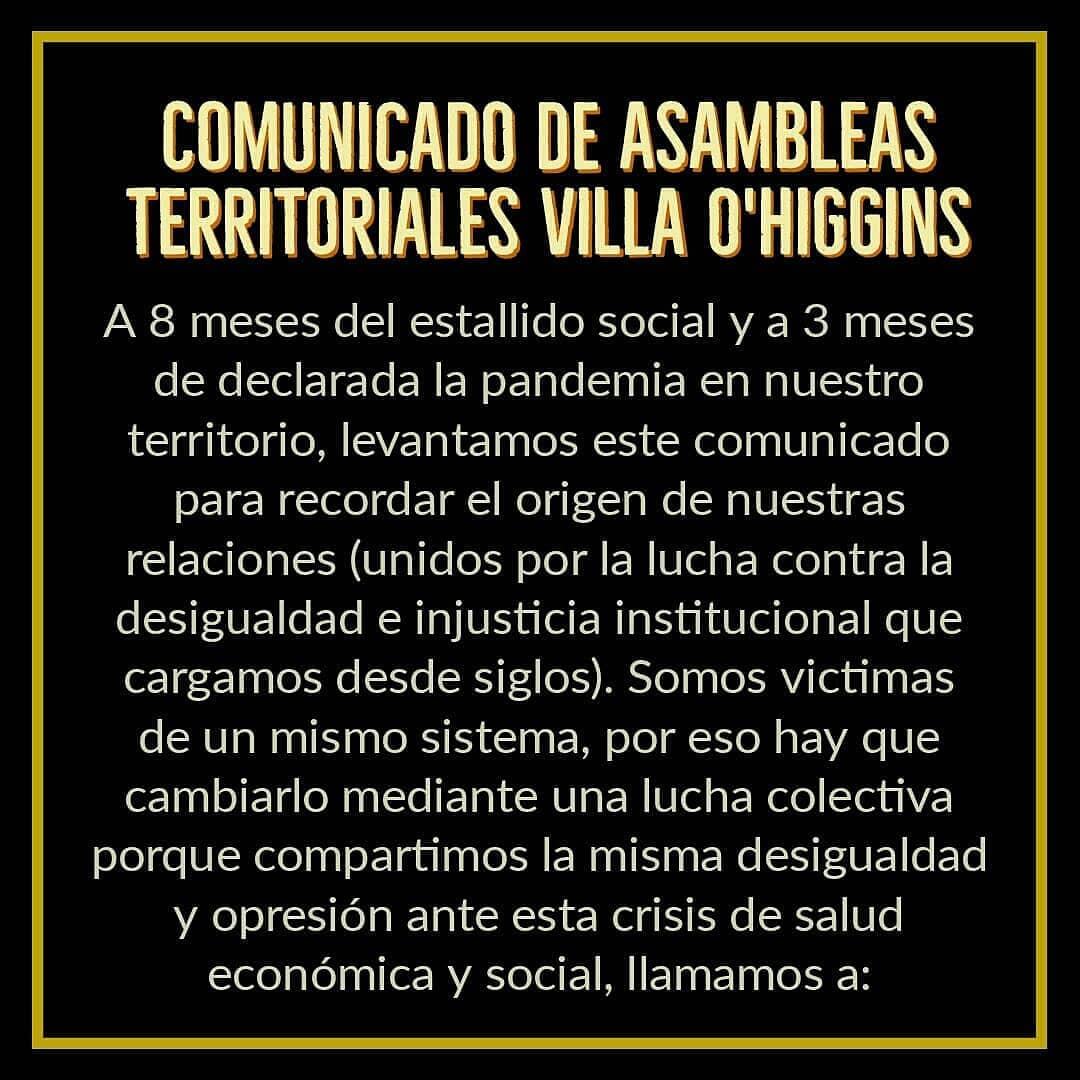 COMUNICADO DE ASAMBLEAS
TERRITORIALES VILLA O'HIGGINS
A 8 meses del estallido social y a 3 meses
de declarada la pandemia en nuestro
territorio, levantamos este comunicado
para recordar el origen de nuestras
relaciones (unidos por la lucha contra la
desigualdad e injusticia institucional que
cargamos desde siglos). Somos victimas
de un mismo sistema, por eso hay que
cambiarlo mediante una lucha colectiva
porque compartimos la misma desigualdad
y opresión ante esta crisis de salud
económica y social, llamamos a: